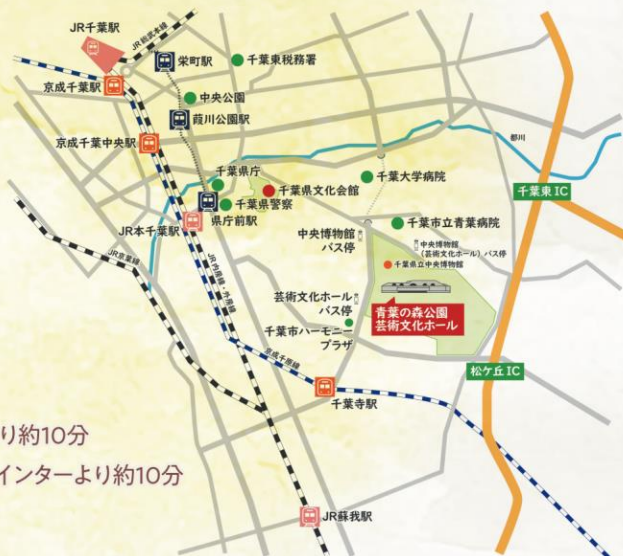 JR千葉駅
JR総武本線
栄町駅
千葉東税務署
京成千葉駅
中央公園
葭川公園駅
京成千葉中央駅
都川
千葉県庁
千葉大学病院
千葉県文化会館
千葉東IC
千葉県警察
県庁前駅
千葉市立青葉病院
JR本千葉駅
中央博物館
バス停
中央博物館
(芸術文化ホール)バス停
JR京葉線
JR内房線・外房線
千葉県立中央博物館
芸術文化ホール
バス停
青葉の森公園
芸術文化ホール
千葉市ハーモニー
プラザ
京成千原線
松ケ丘IC
千葉寺駅
り約10分
インターより約10分
JR蘇我駅